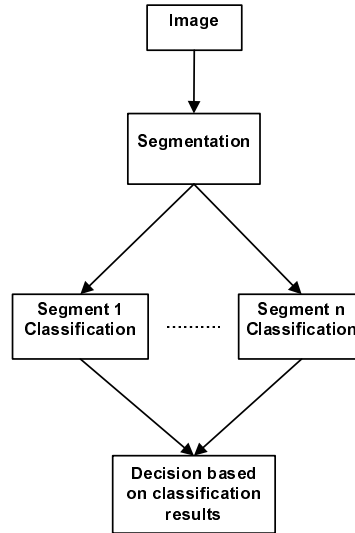 Image
Segmentation
Segment 1
Classification
Segment n
Classification
Decision based
on classification
results